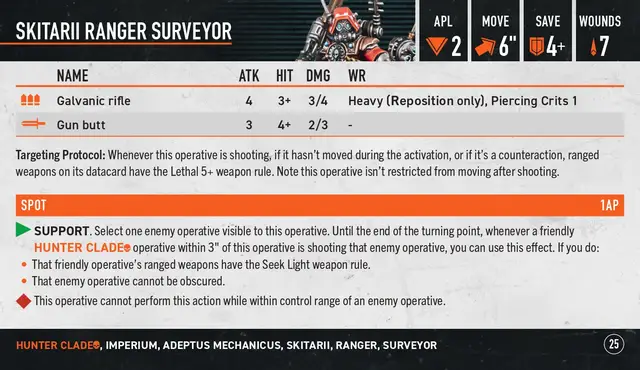 SKITARII RANGER SURVEYOR
APL MOVE SAVE WOUNDS
2 6" 4+ 7
NAME ATK HIT DMG WR
Galvanic rifle 4 3+ 3/4 Heavy (Reposition only), Piercing Crits 1
Gun butt 3 4+ 2/3 -
Targeting Protocol: Whenever this operative is shooting, if it hasn't moved during the activation, or if it's a counteraction, ranged
weapons on its datacard have the Lethal 5+ weapon rule. Note this operative isn't restricted from moving after shooting.
SPOT 1AP
SUPPORT. Select one enemy operative visible to this operative. Until the end of the turning point, whenever a friendly
HUNTER CLADE operative within 3" of this operative is shooting that enemy operative, you can use this effect. If you do:
• That friendly operative's ranged weapons have the Seek Light weapon rule.
• That enemy operative cannot be obscured.
This operative cannot perform this action while within control range of an enemy operative.
HUNTER CLADE, IMPERIUM, ADEPTUS MECHANICUS, SKITARII, RANGER, SURVEYOR 25